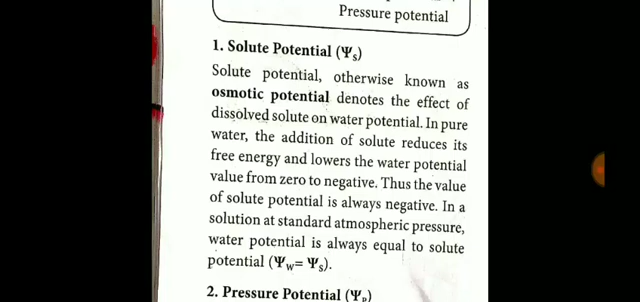 Pressure potential
1. Solute Potential (Ψs)
Solute potential, otherwise known as
osmotic potential denotes the effect of
dissolved solute on water potential. In pure
water, the addition of solute reduces its
free energy and lowers the water potential
value from zero to negative. Thus the value
of solute potential is always negative. In a
solution at standard atmospheric pressure,
water potential is always equal to solute
potential (Ψw= Ψs).
2. Pressure Potential (Ψp)